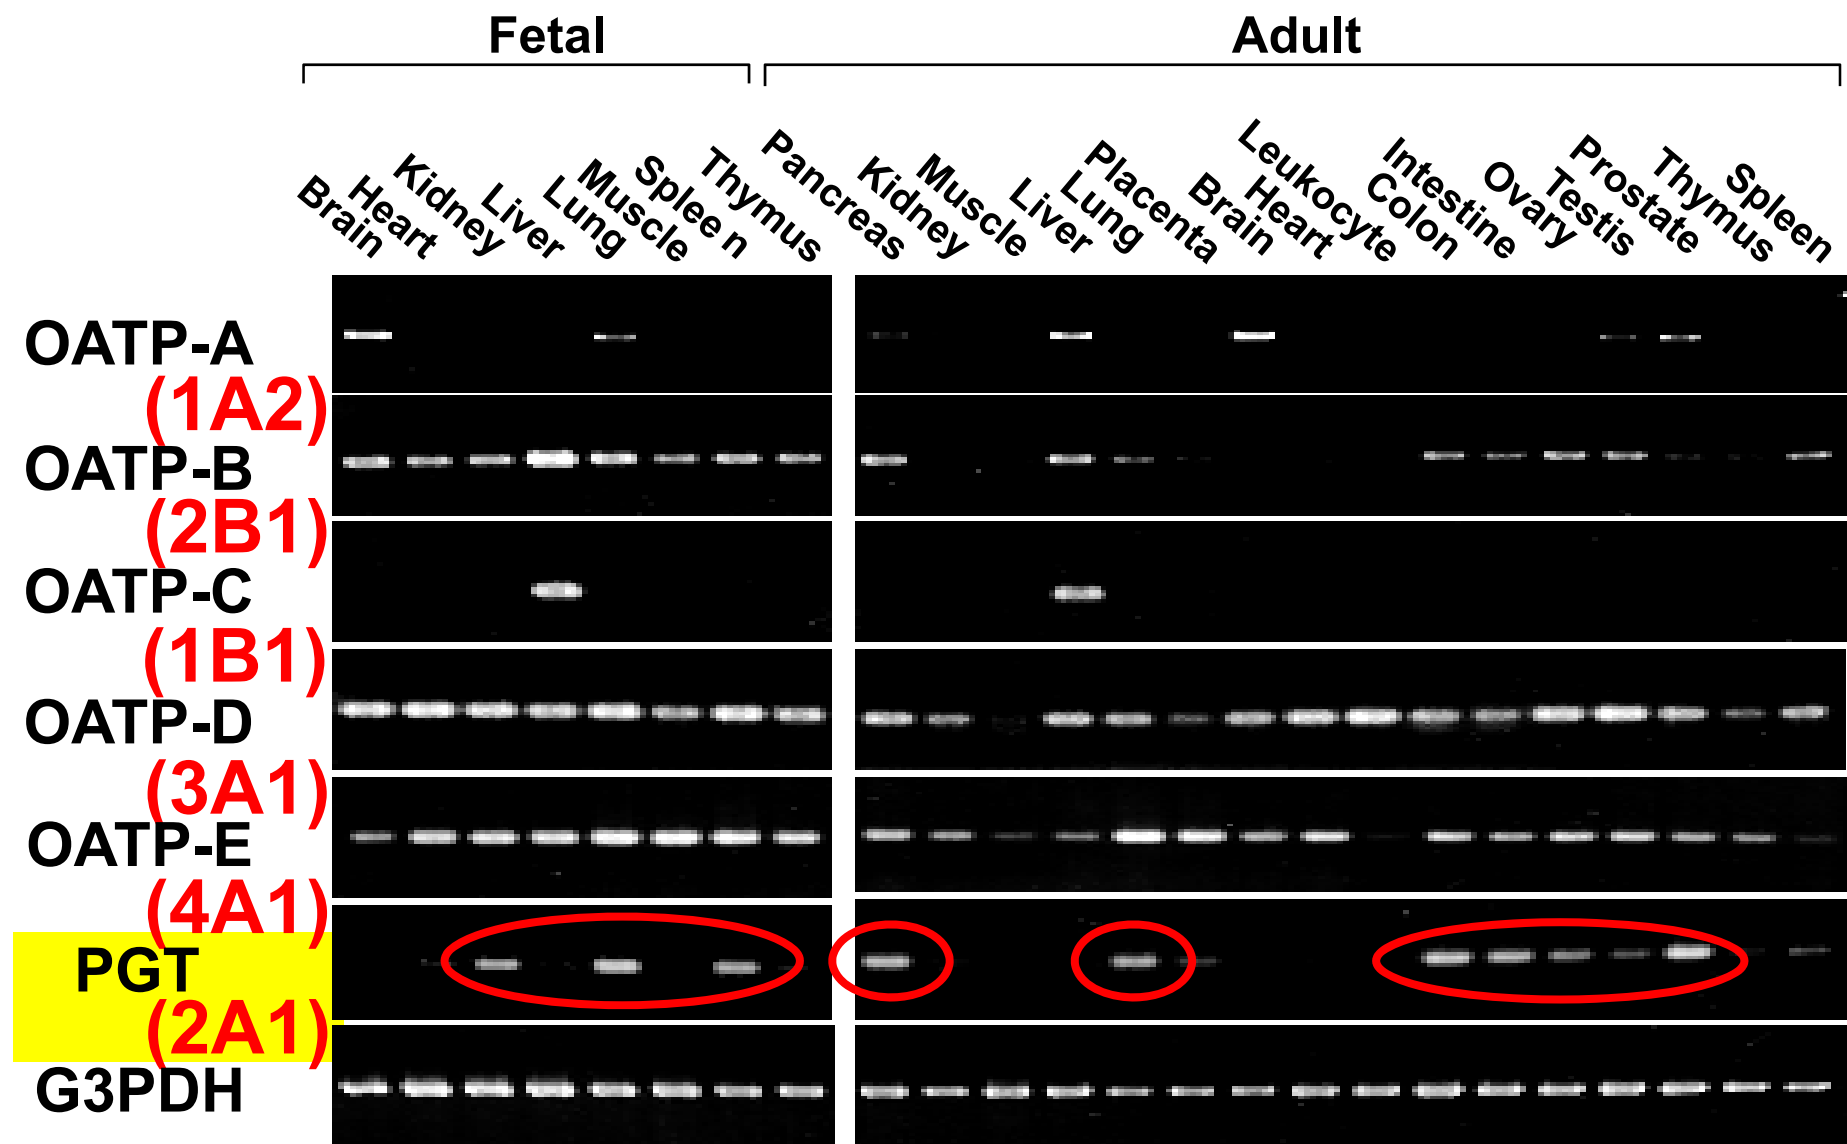 Fetal
Adult
Brain
Heart
Kidney
Liver
Lung
Muscle
Splee n
Thymus
Pancreas
Kidney
Muscle
Liver
Lung
Placenta
Brain
Heart
Leukocyte
Colon
Intestine
Ovary
Testis
Prostate
Thymus
Spleen
OATP-A
(1A2)
OATP-B
(2B1)
OATP-C
(1B1)
OATP-D
(3A1)
OATP-E
(4A1)
PGT
(2A1)
G3PDH